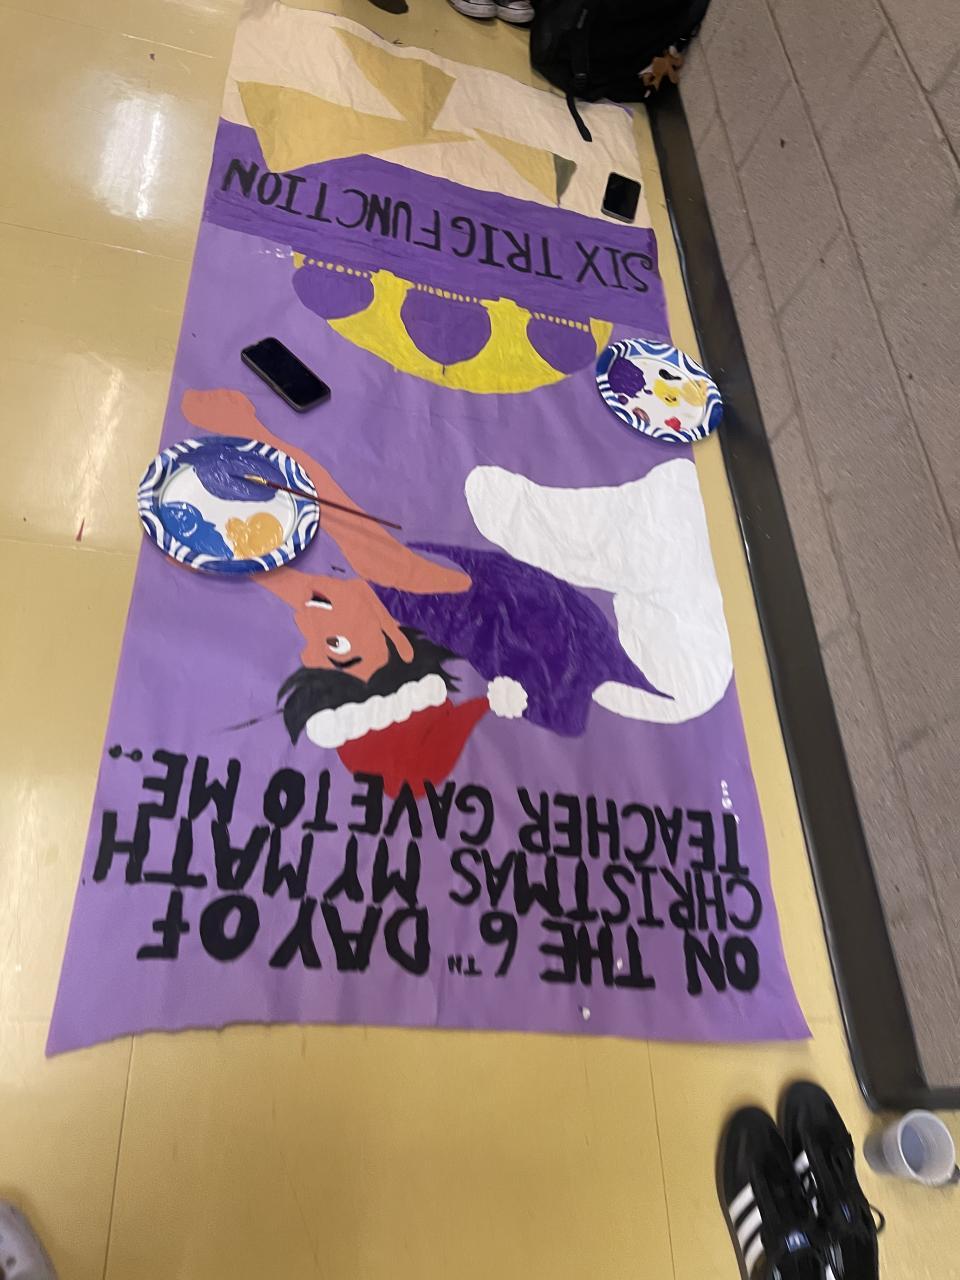 ON THE 6TH DAY OF
CHRISTMAS MY MATH
TEACHER GAVE TO ME...
SIX TRIG FUNCTION